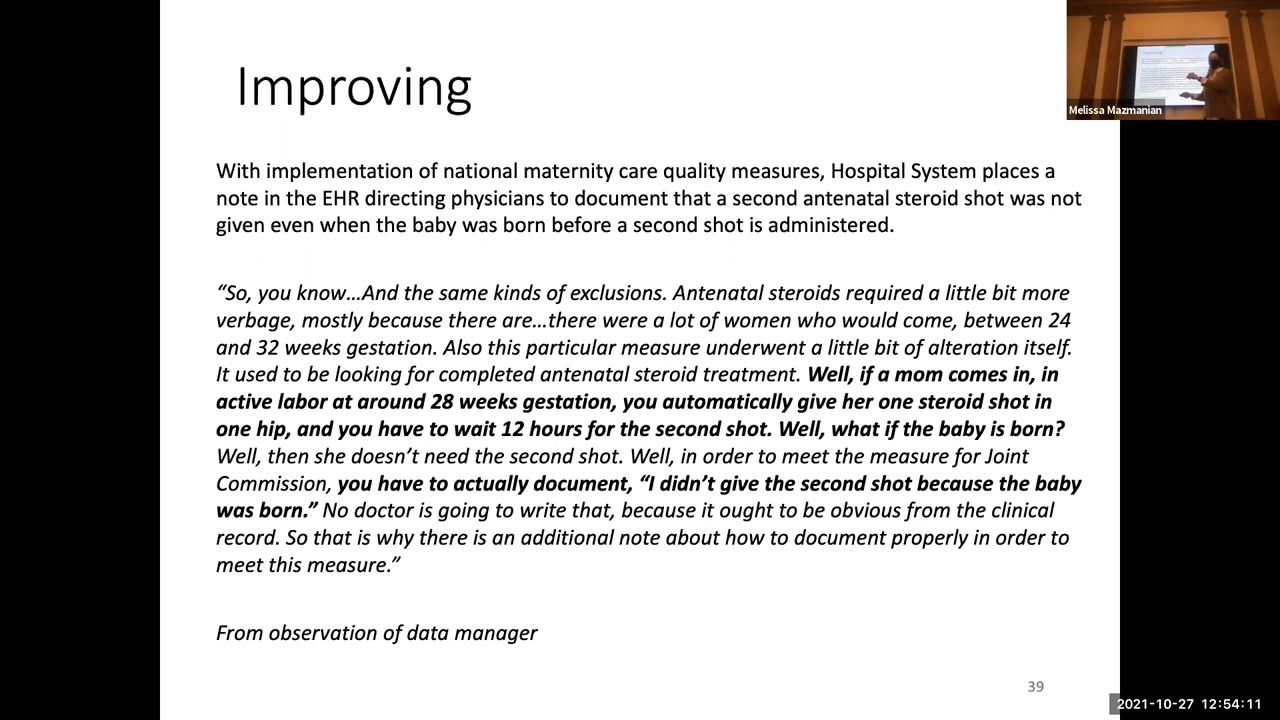 Improving
Melissa Mazmanian
With implementation of national maternity care quality measures, Hospital System places a
note in the EHR directing physicians to document that a second antenatal steroid shot was not
given even when the baby was born before a second shot is administered.
“So, you know…And the same kinds of exclusions. Antenatal steroids required a little bit more
verbage, mostly because there are…there were a lot of women who would come, between 24
and 32 weeks gestation. Also this particular measure underwent a little bit of alteration itself.
It used to be looking for completed antenatal steroid treatment. Well, if a mom comes in, in
active labor at around 28 weeks gestation, you automatically give her one steroid shot in
one hip, and you have to wait 12 hours for the second shot. Well, what if the baby is born?
Well, then she doesn’t need the second shot. Well, in order to meet the measure for Joint
Commission, you have to actually document, “I didn’t give the second shot because the baby
was born.” No doctor is going to write that, because it ought to be obvious from the clinical
record. So that is why there is an additional note about how to document properly in order to
meet this measure.”
From observation of data manager
39
2021-10-27 12:54:11